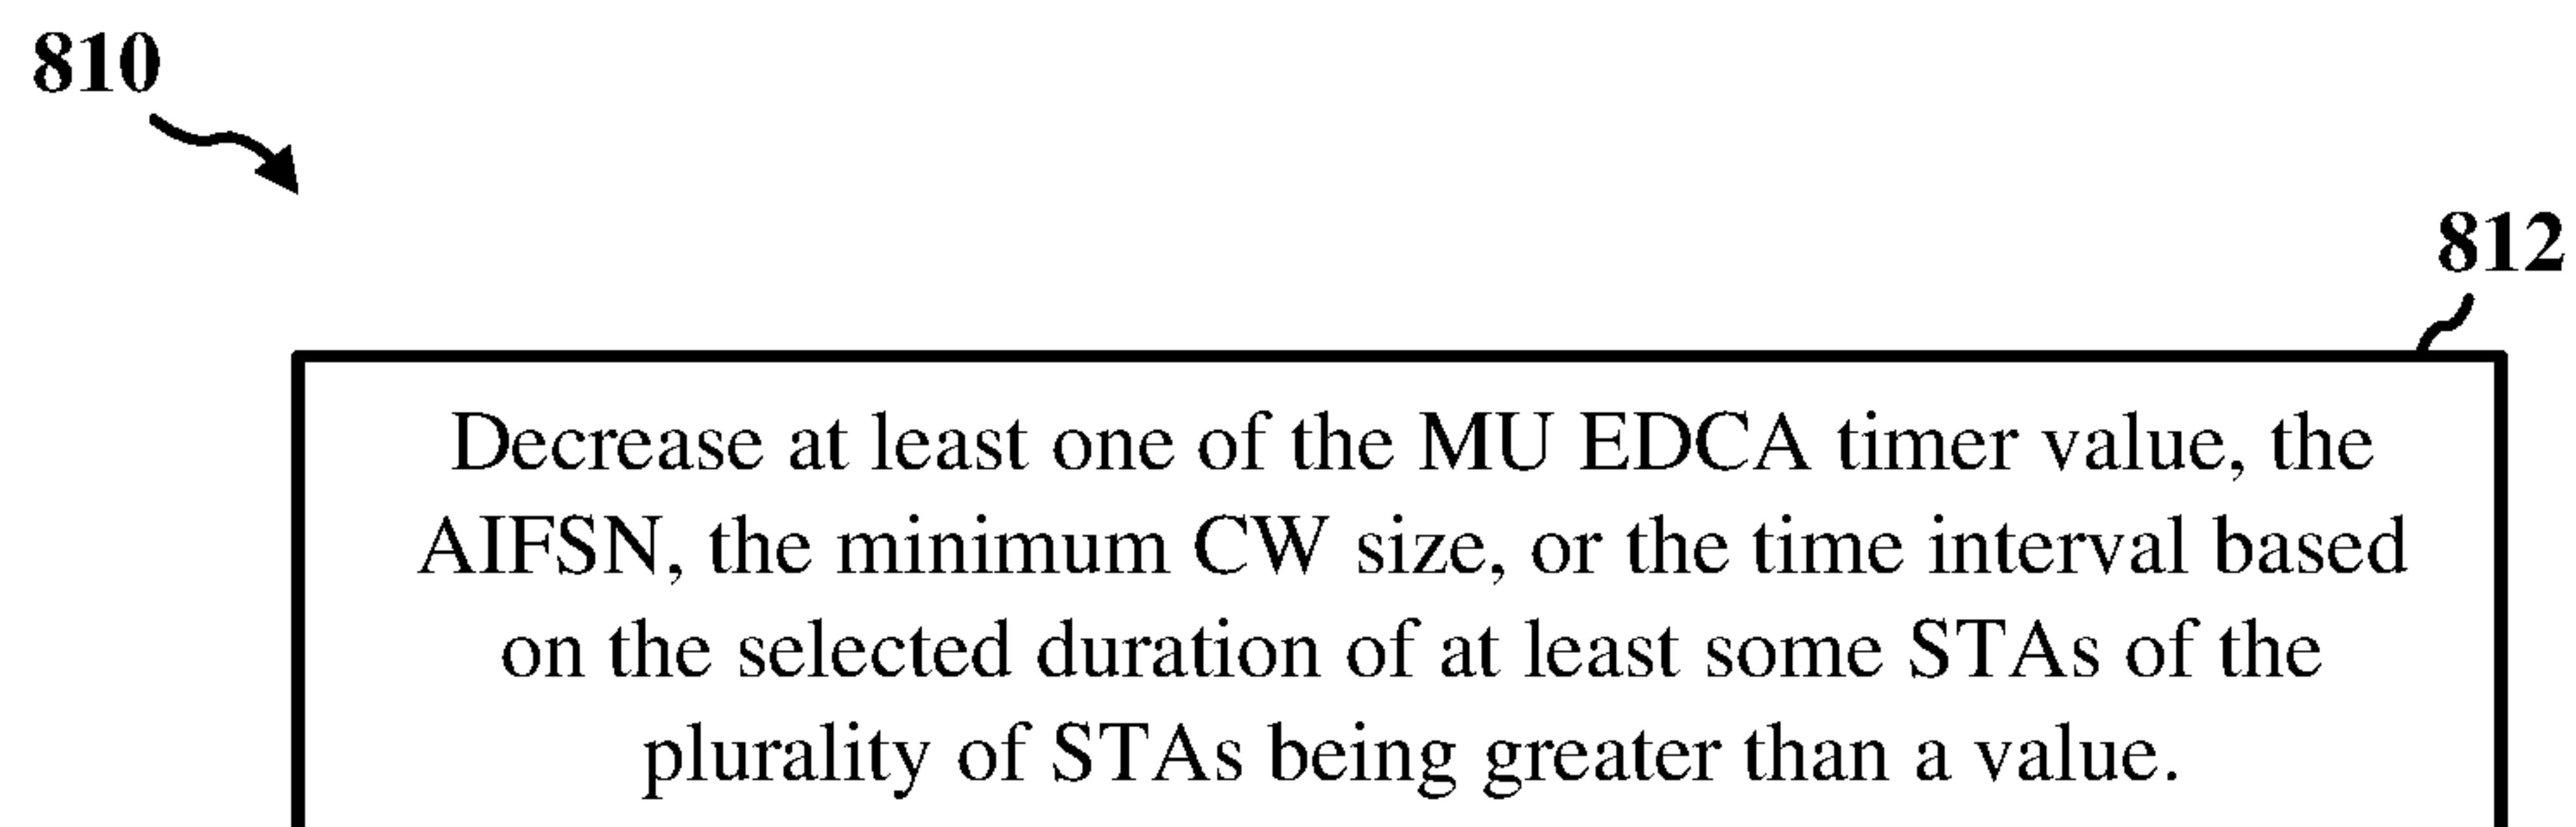 810
812
Decrease at least one of the MU EDCA timer value, the
AIFSN, the minimum CW size, or the time interval based
on the selected duration of at least some STAs of the
plurality of STAs being greater than a value.